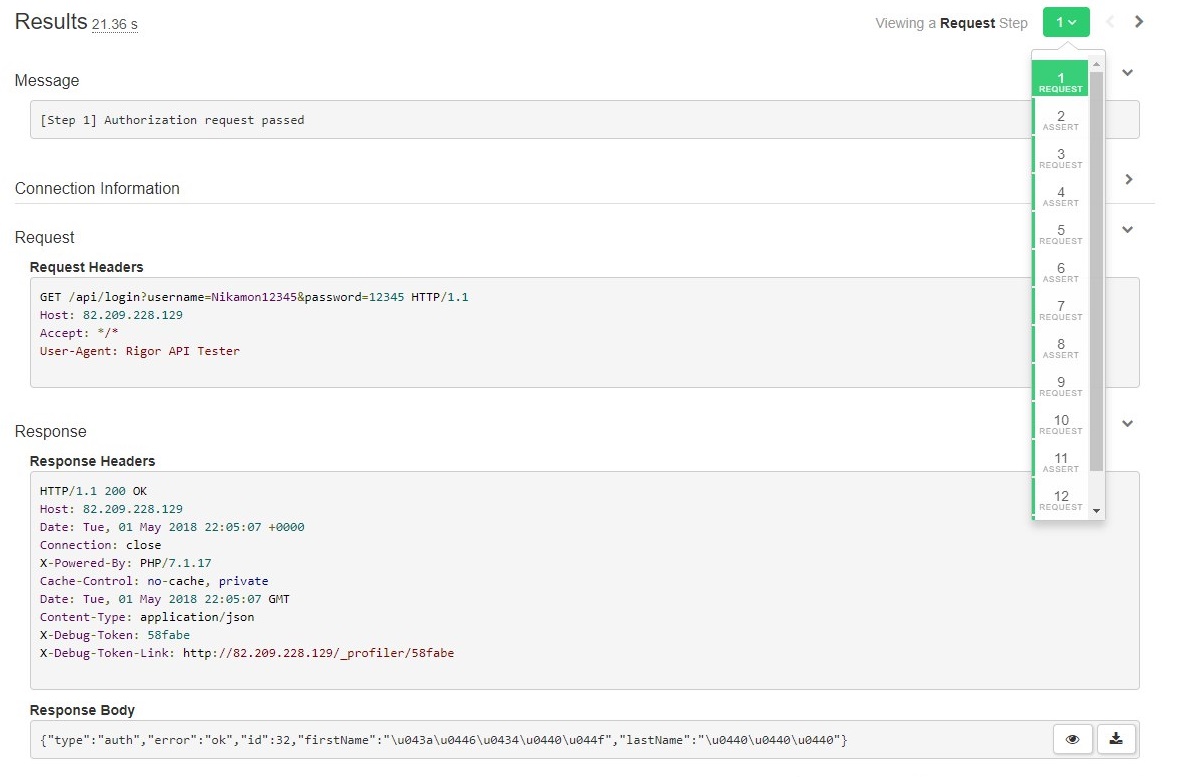 Results 21.36 s
Viewing a Request Step 1
Message
[Step 1] Authorization request passed
Connection Information
Request
Request Headers
GET /api/login?username=Nikamon12345&password=12345 HTTP/1.1
Host: 82.209.228.129
Accept: */*
User-Agent: Rigor API Tester
Response
Response Headers
HTTP/1.1 200 OK
Host: 82.209.228.129
Date: Tue, 01 May 2018 22:05:07 +0000
Connection: close
X-Powered-By: PHP/7.1.17
Cache-Control: no-cache, private
Date: Tue, 01 May 2018 22:05:07 GMT
Content-Type: application/json
X-Debug-Token: 58fabe
X-Debug-Token-Link: http://82.209.228.129/_profiler/58fabe
Response Body
{"type":"auth","error":"ok","id":32,"firstName":"\u043a\u0446\u0434\u0440\u044f","lastName":"\u0440\u0440\u0440"}
1
REQUEST
2
ASSERT
3
REQUEST
4
ASSERT
5
REQUEST
6
ASSERT
7
REQUEST
8
ASSERT
9
REQUEST
10
REQUEST
11
ASSERT
12
REQUEST